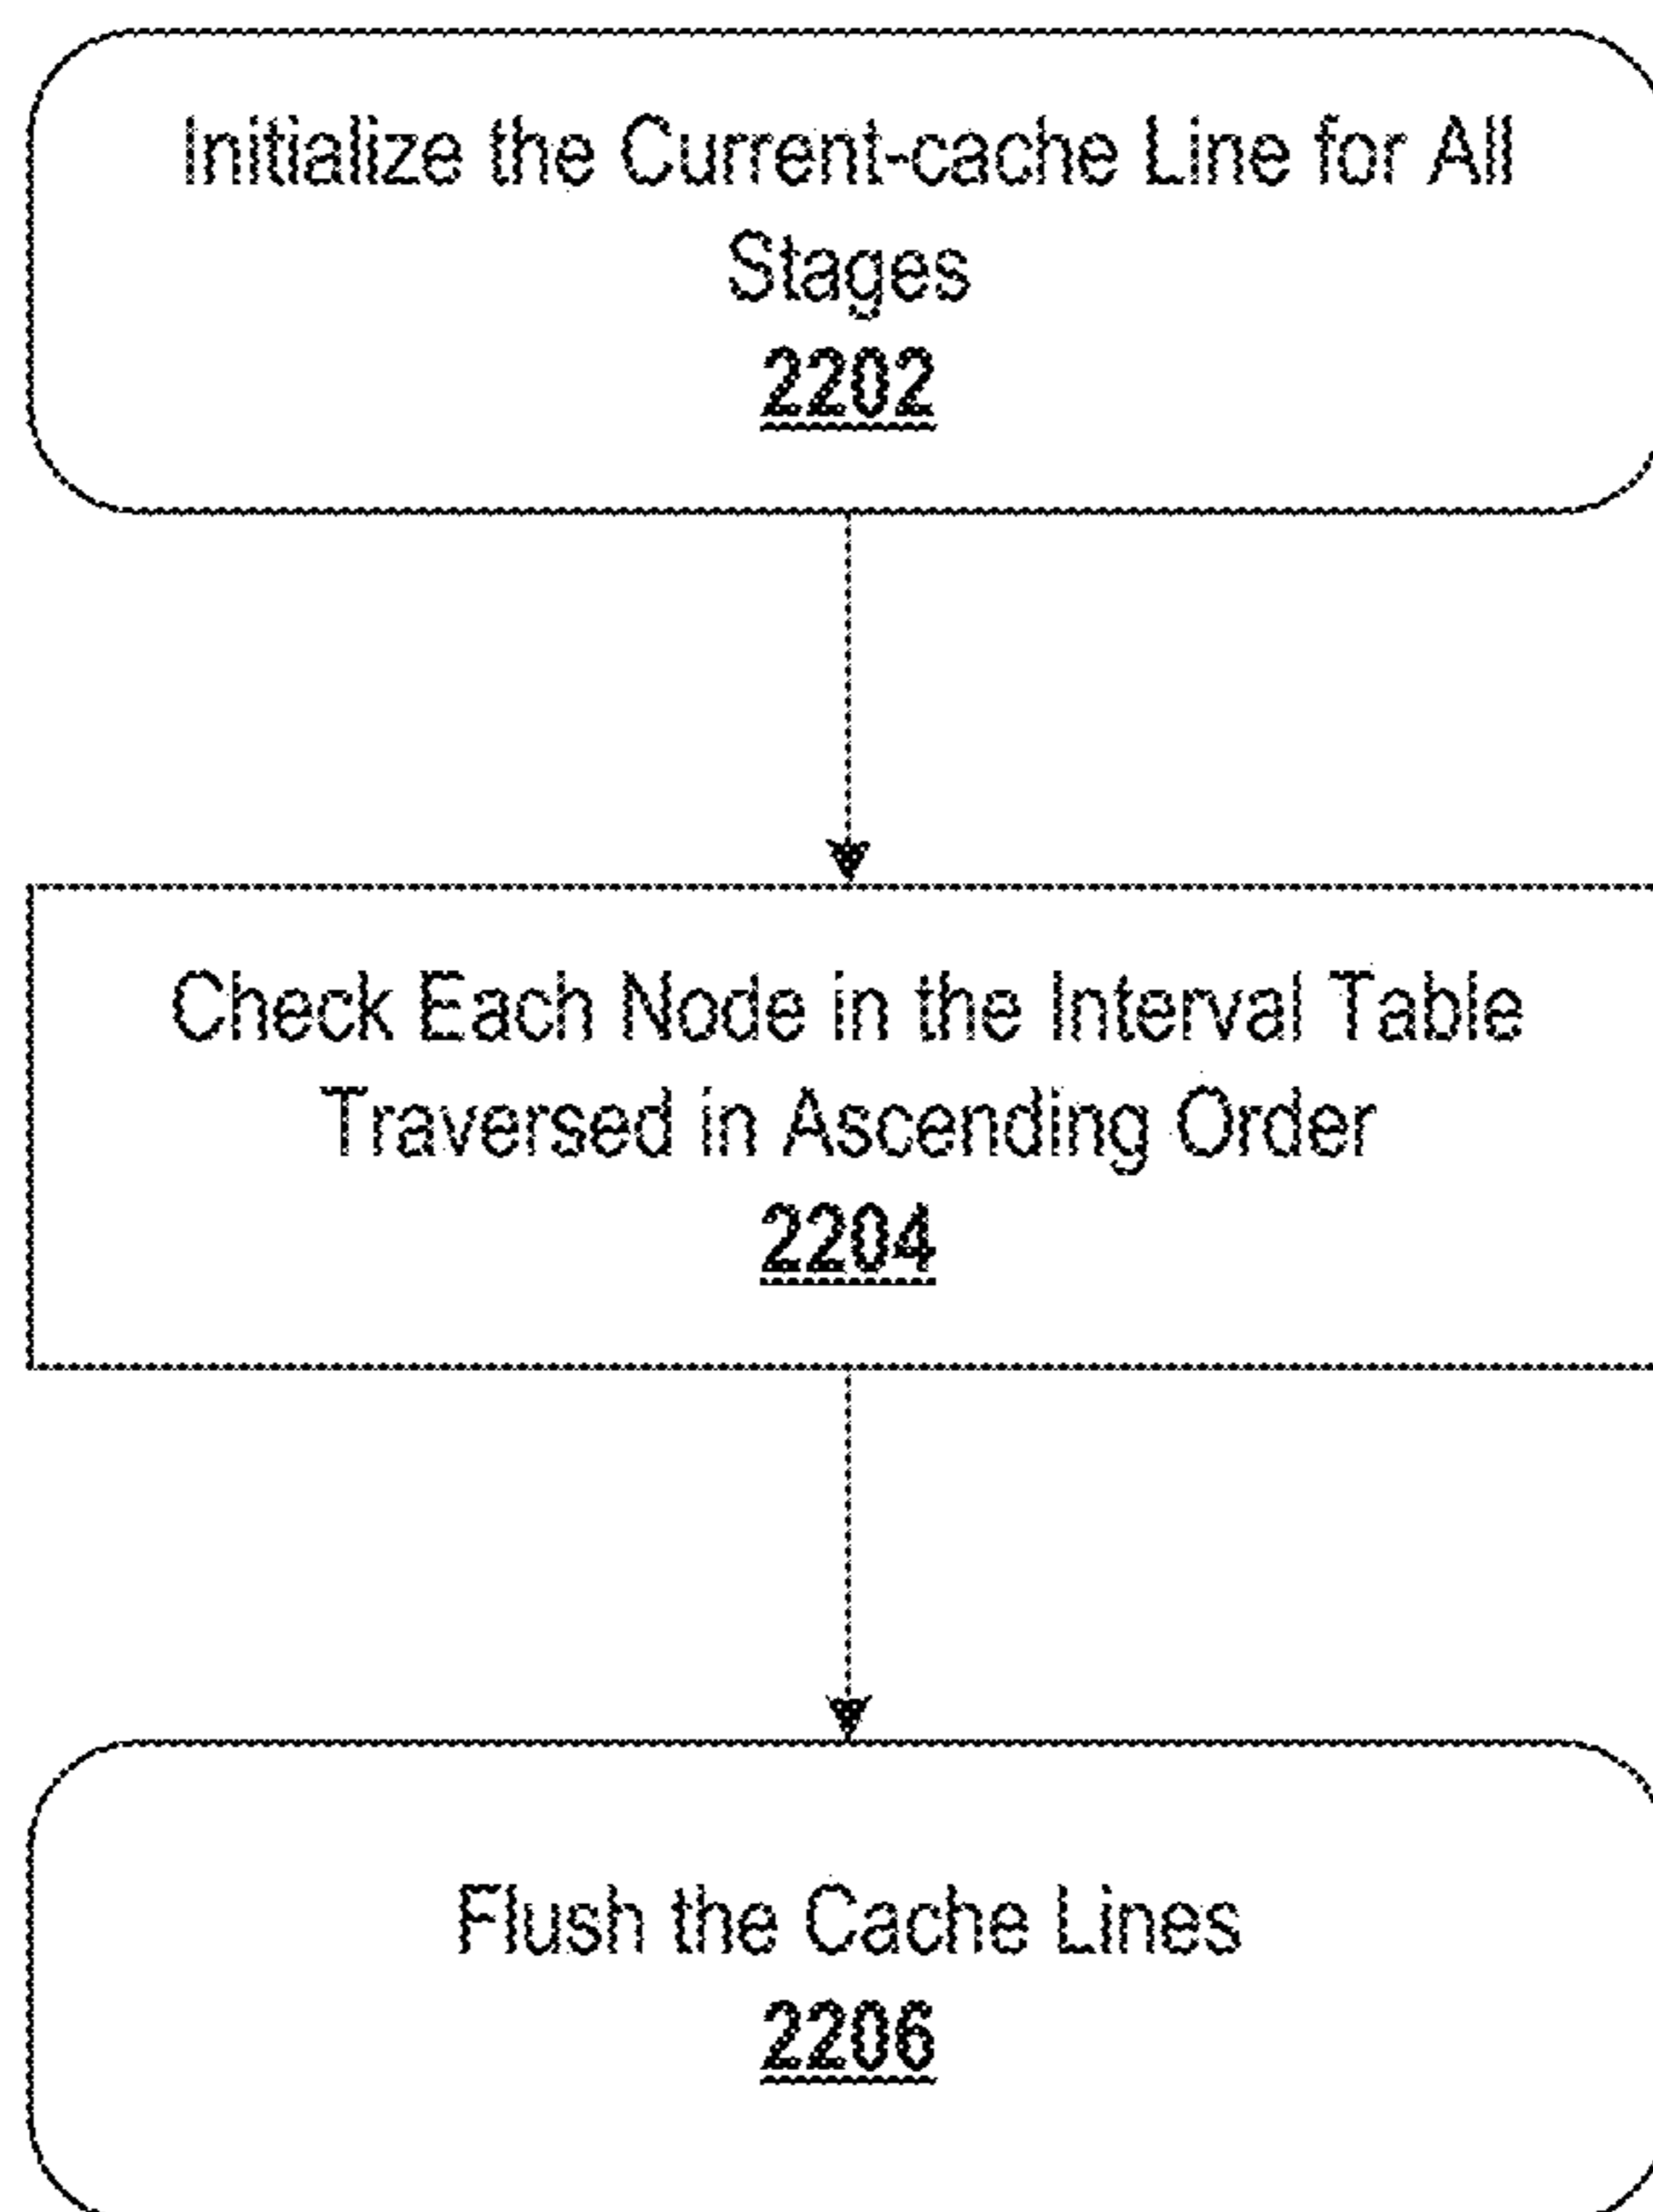 Initialize the Current-cache Line for All
Stages
2202
Check Each Node in the Interval Table
Traversed in Ascending Order
2204
Flush the Cache Lines
2206